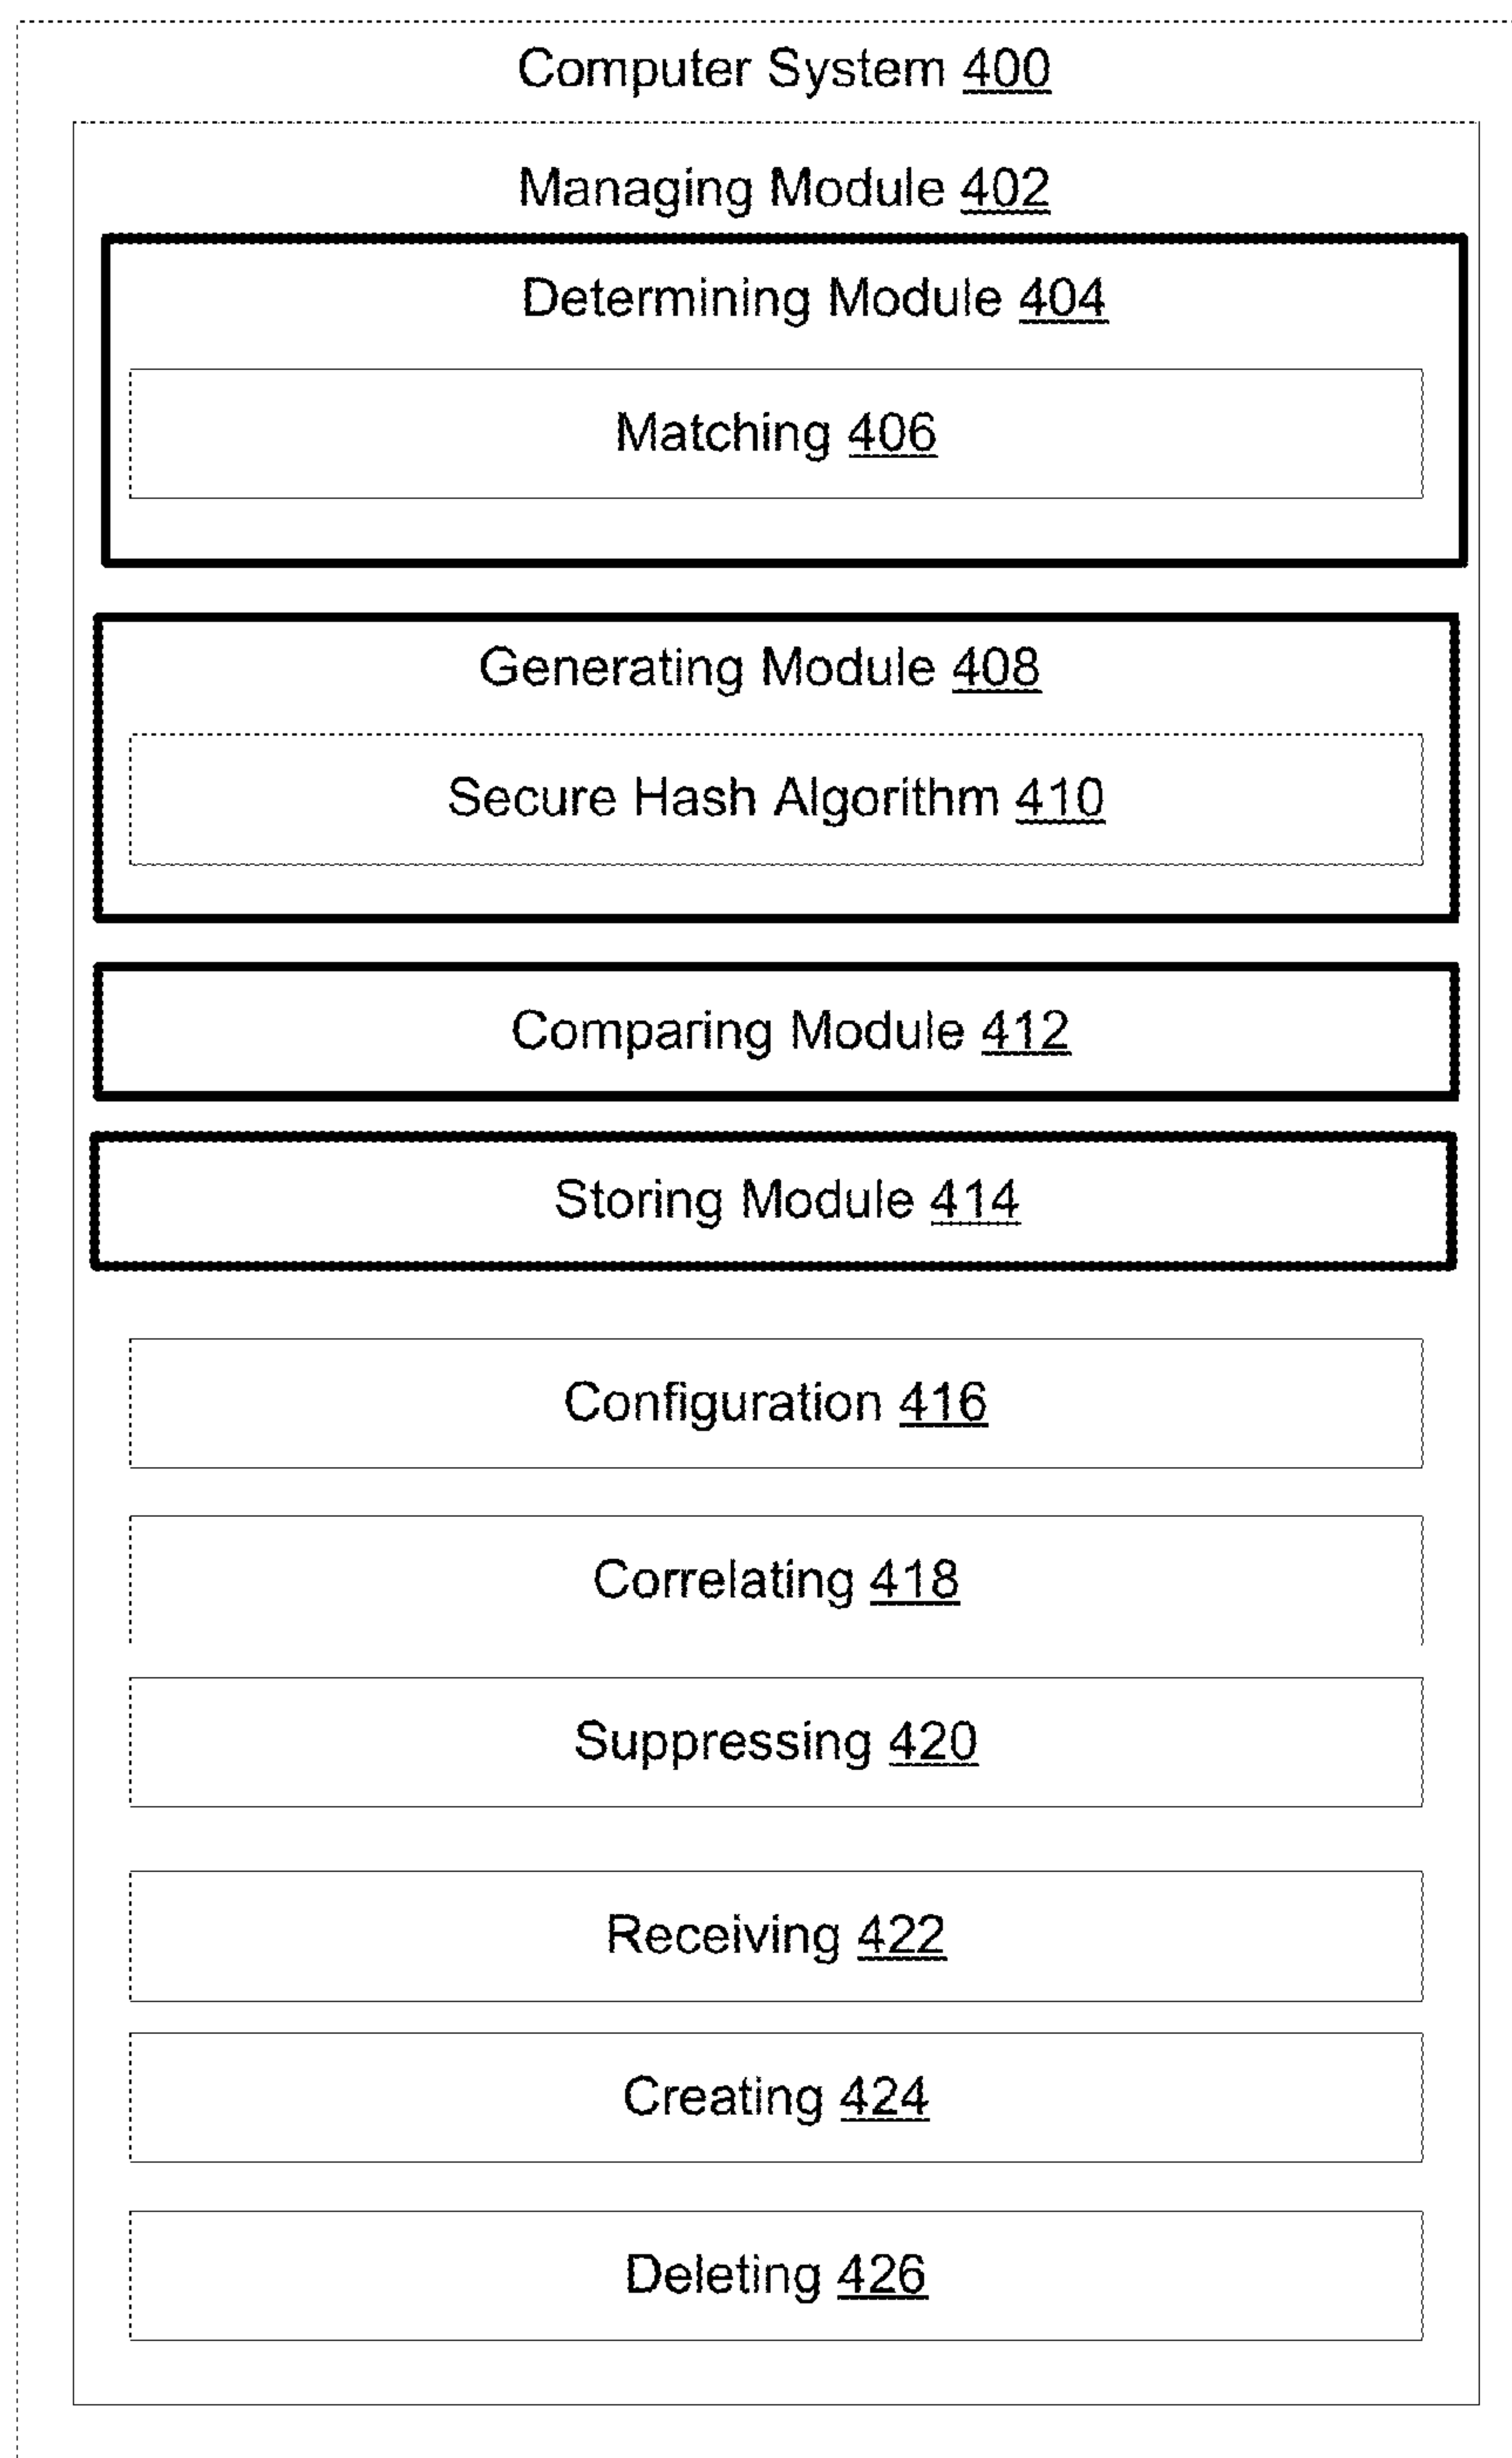 Computer System 400
Managing Module 402
Determining Module 404
Matching 406
Generating Module 408
Secure Hash Algorithm 410
Comparing Module 412
Storing Module 414
Configuration 416
Correlating 418
Suppressing 420
Receiving 422
Creating 424
Deleting 426